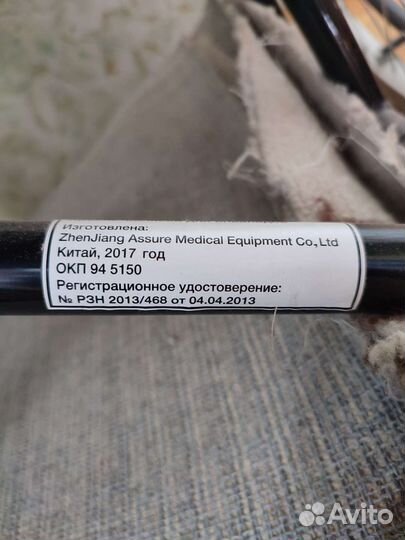 Изготовлена:
ZhenJiang Assure Medical Equipment Co., Ltd
Китай, 2017 год
ОКП 94 5150
Регистрационное удостоверение:
№ РЗН 2013/468 от 04.04.2013
Avito